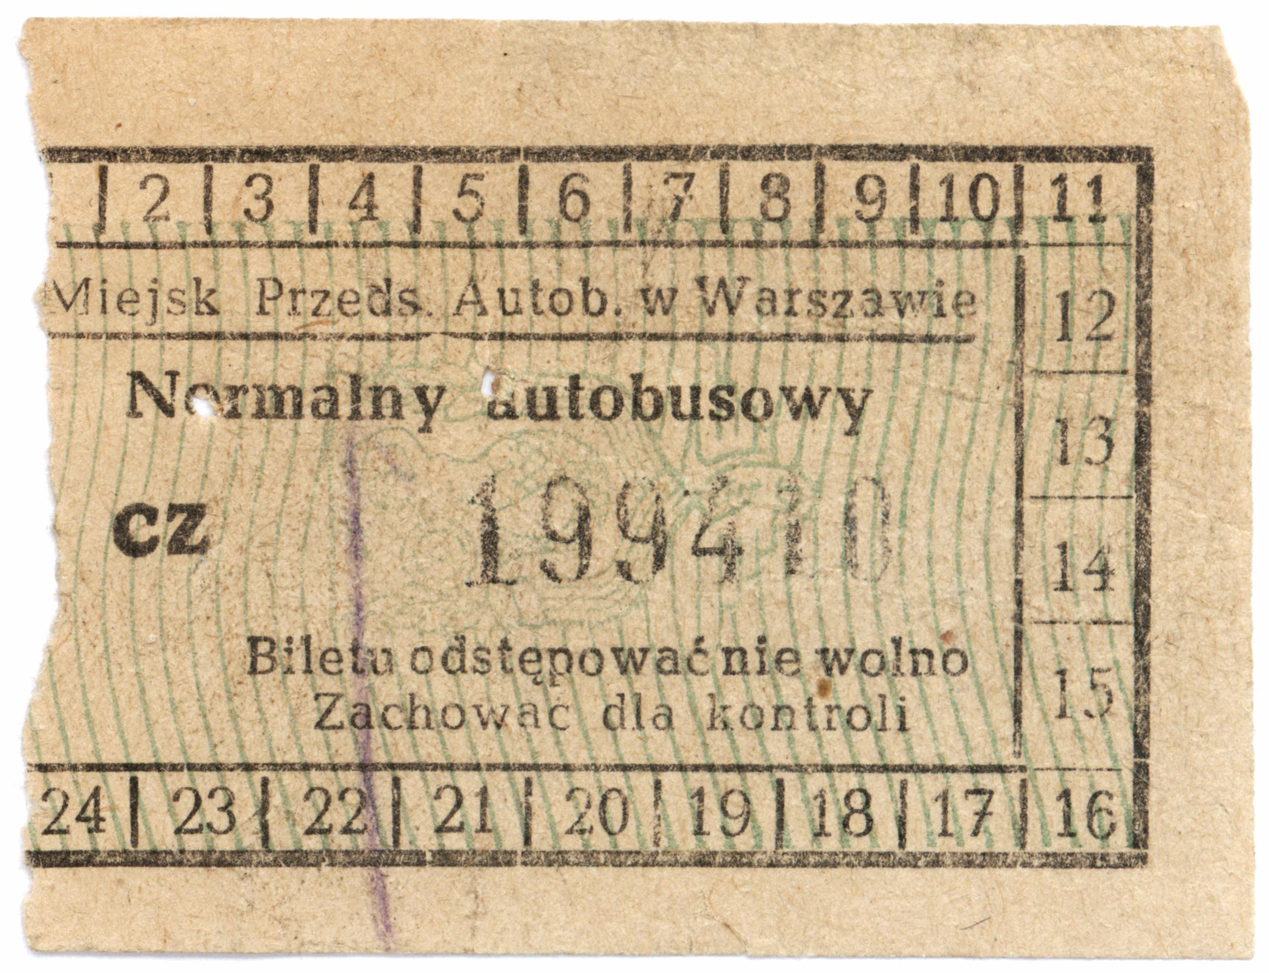 2 3 4 5 6 7 8 9 10 11
Miejsk Przeds. Autob. w Warszawie
12
Normalny autobusowy
13
cz 199410
14
Biletu odstępować nie wolno
Zachować dla kontroli
15
24 23 22 21 20 19 18 17 16